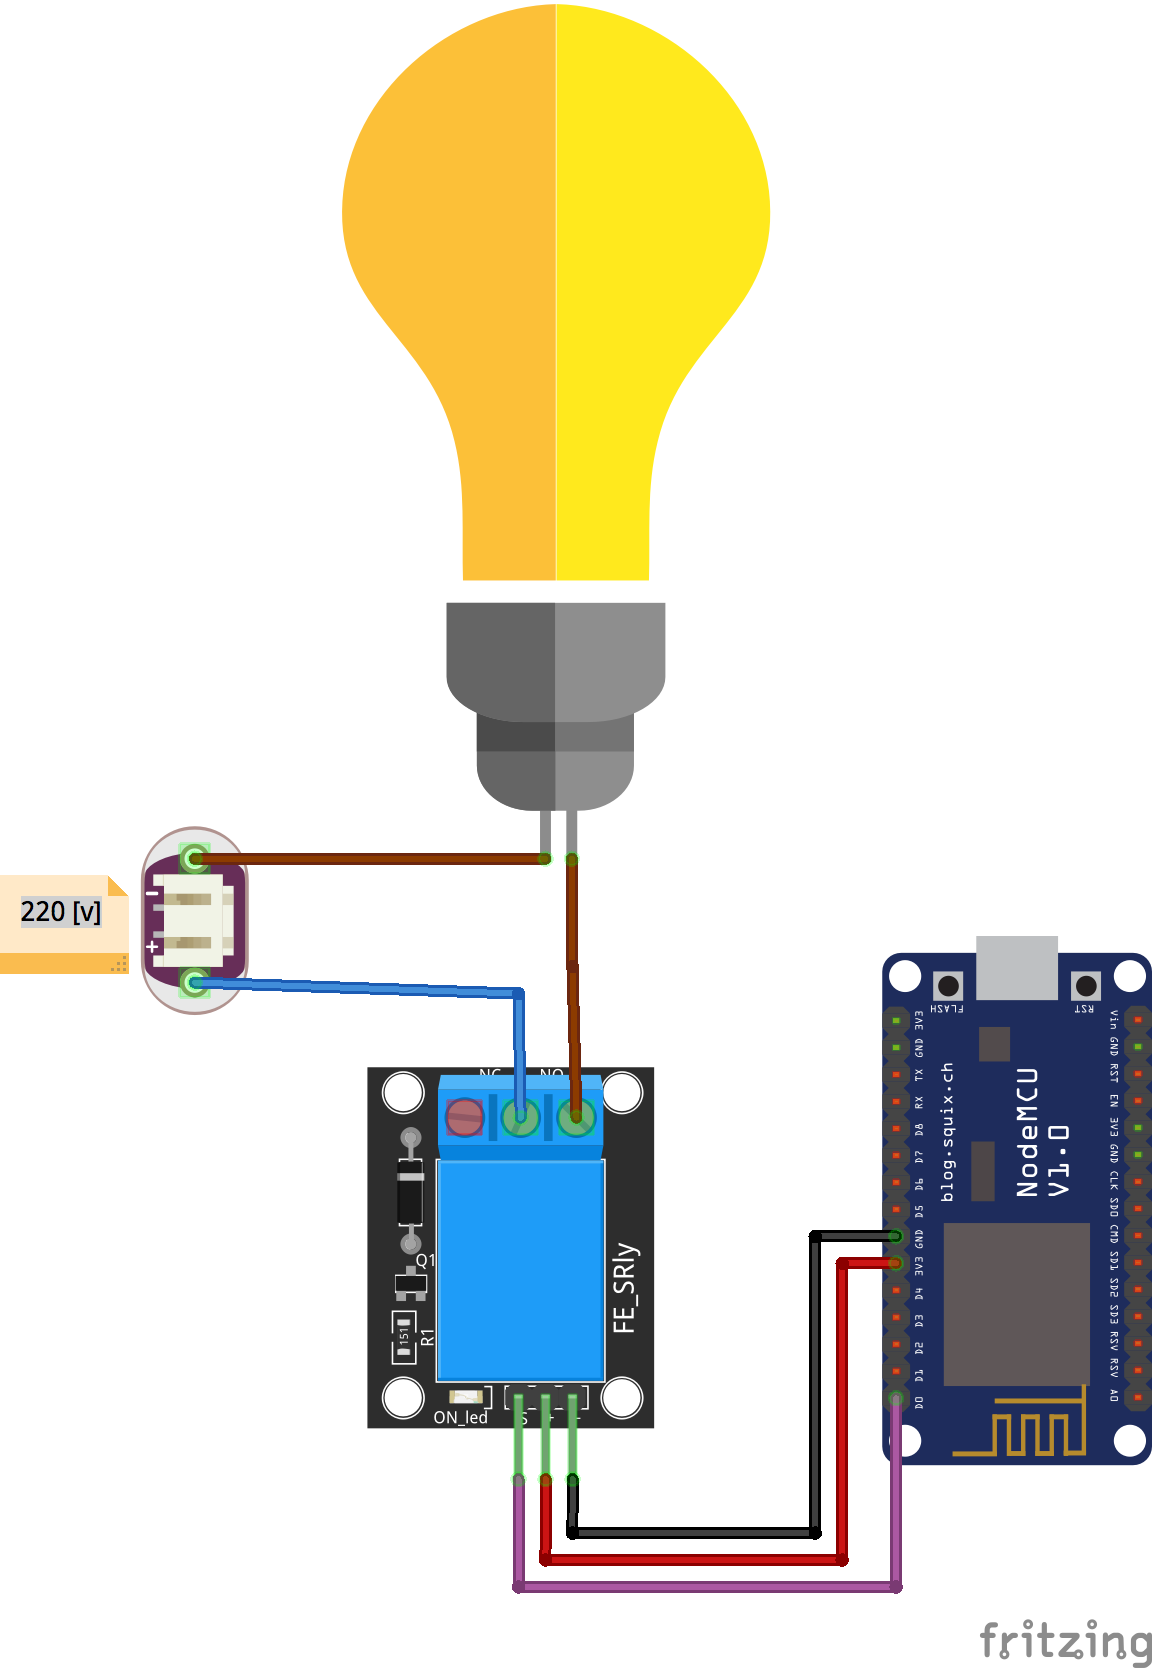 220 [v]
-
+
NC
NO
Q1
151
R1
FE_SRly
ON_led
S
FLASH
RST
3V3
GND
TX
RX
D8
D7
D6
D5
GND
3V3
D4
D3
D2
D1
D0
blog.squix.ch
NodeMCU
V1.0
Vin
GND
RST
EN
3V3
GND
CLK
SD0
CMD
SD1
SD2
SD3
RSV
RSV
A0
fritzing